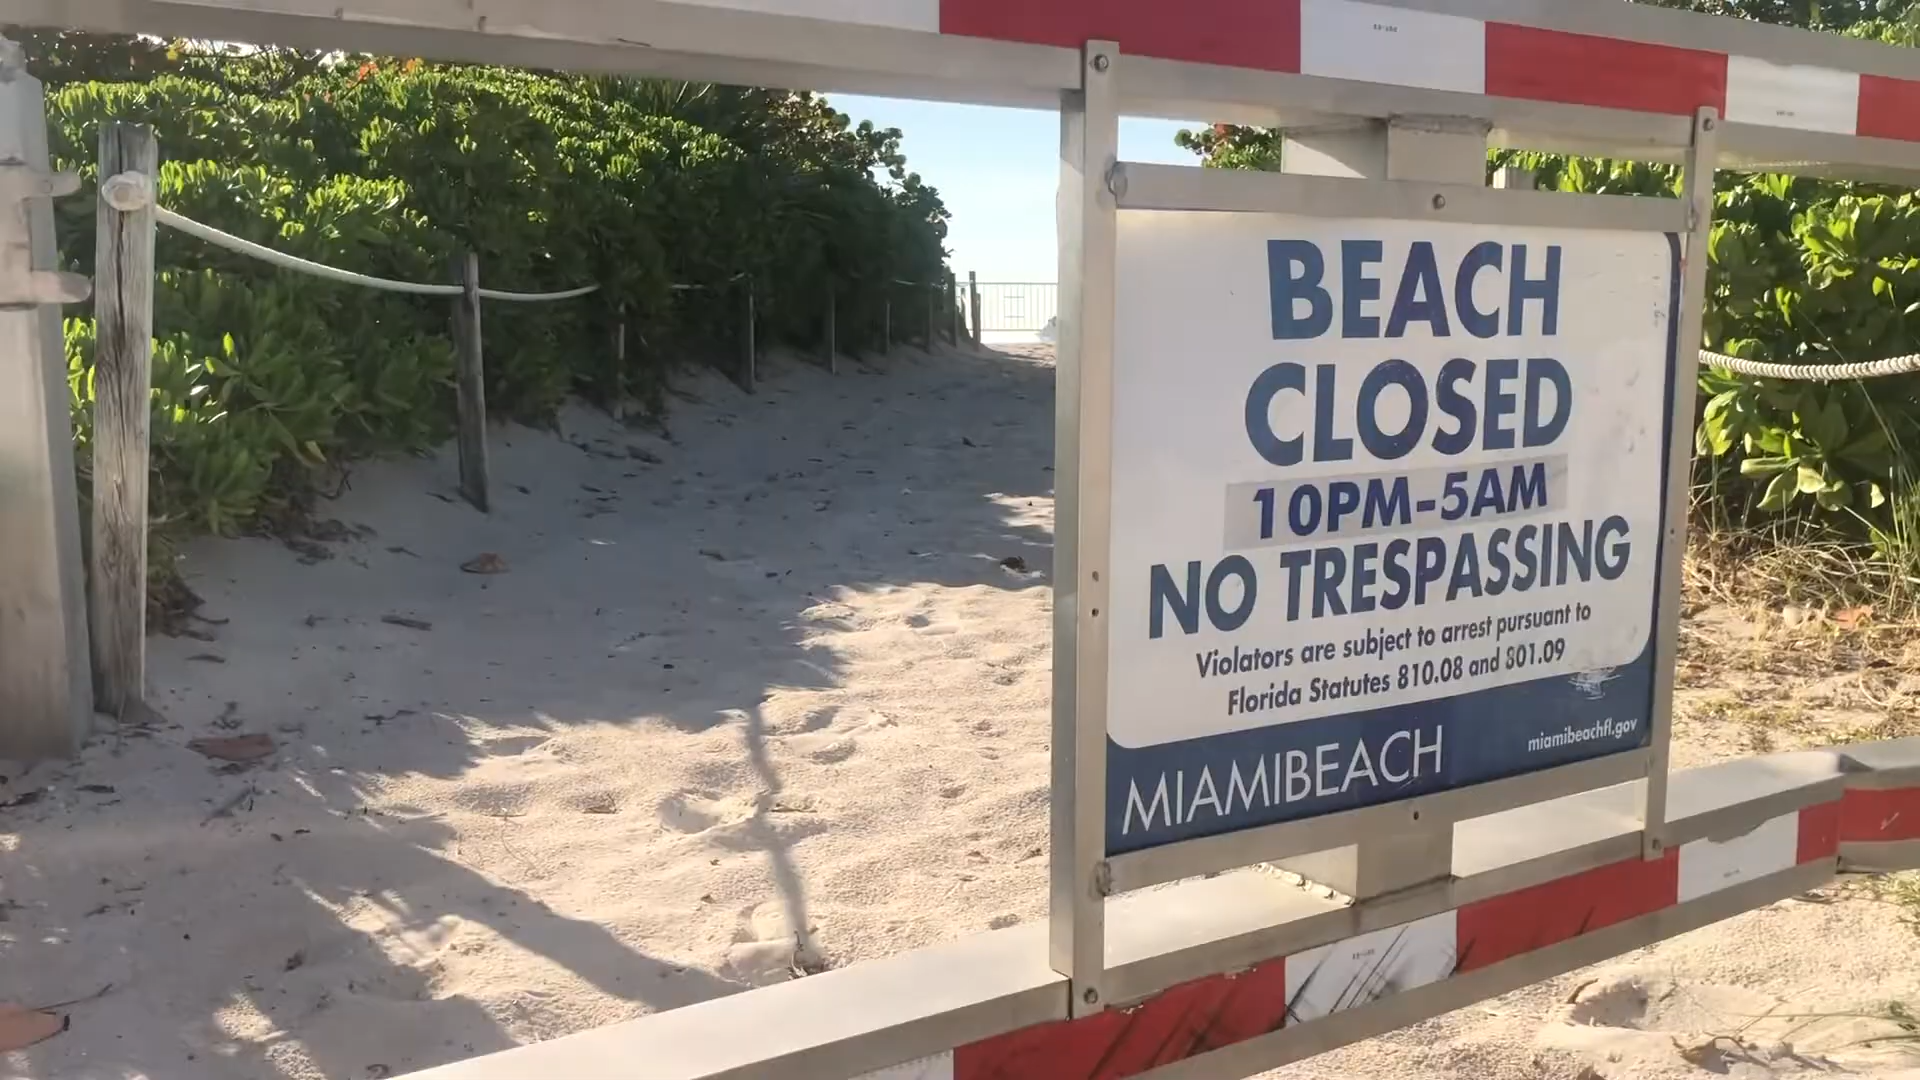 BEACH
CLOSED
10PM-5AM
NO TRESPASSING
Violators are subject to arrest pursuant to
Florida Statutes 810.08 and 801.09
MIAMIBEACH
miamibeachfl.gov